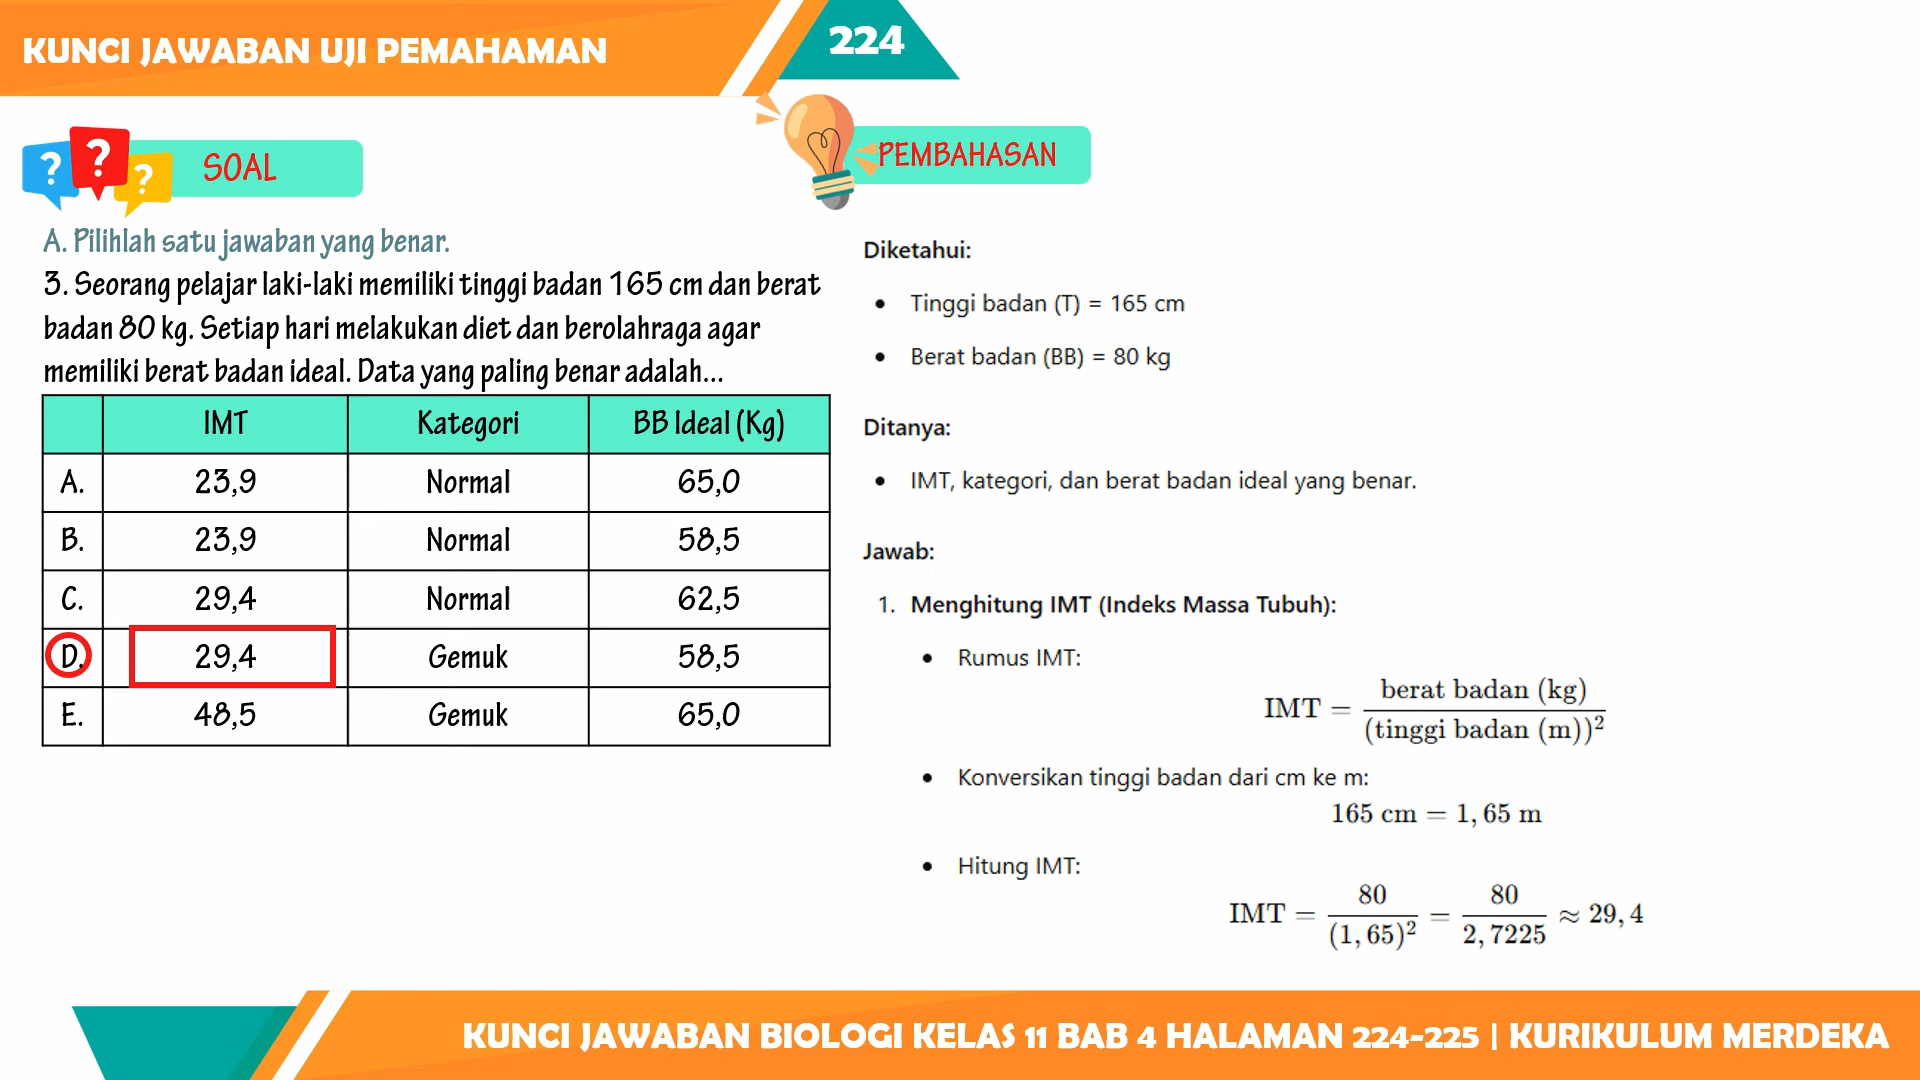 KUNCI JAWABAN UJI PEMAHAMAN
224
? ? ?
SOAL
A. Pilihlah satu jawaban yang benar.
3. Seorang pelajar laki-laki memiliki tinggi badan 165 cm dan berat
badan 80 kg. Setiap hari melakukan diet dan berolahraga agar
memiliki berat badan ideal. Data yang paling benar adalah...
IMT Kategori BB Ideal (Kg)
A. 23,9 Normal 65,0
B. 23,9 Normal 58,5
C. 29,4 Normal 62,5
D. 29,4 Gemuk 58,5
E. 48,5 Gemuk 65,0
PEMBAHASAN
Diketahui:
• Tinggi badan (T) = 165 cm
• Berat badan (BB) = 80 kg
Ditanya:
• IMT, kategori, dan berat badan ideal yang benar.
Jawab:
1. Menghitung IMT (Indeks Massa Tubuh):
• Rumus IMT:
IMT = berat badan (kg) / (tinggi badan (m))²
• Konversikan tinggi badan dari cm ke m:
165 cm = 1, 65 m
• Hitung IMT:
IMT = 80 / (1, 65)² = 80 / 2, 7225 ≈ 29, 4
KUNCI JAWABAN BIOLOGI KELAS 11 BAB 4 HALAMAN 224-225 | KURIKULUM MERDEKA